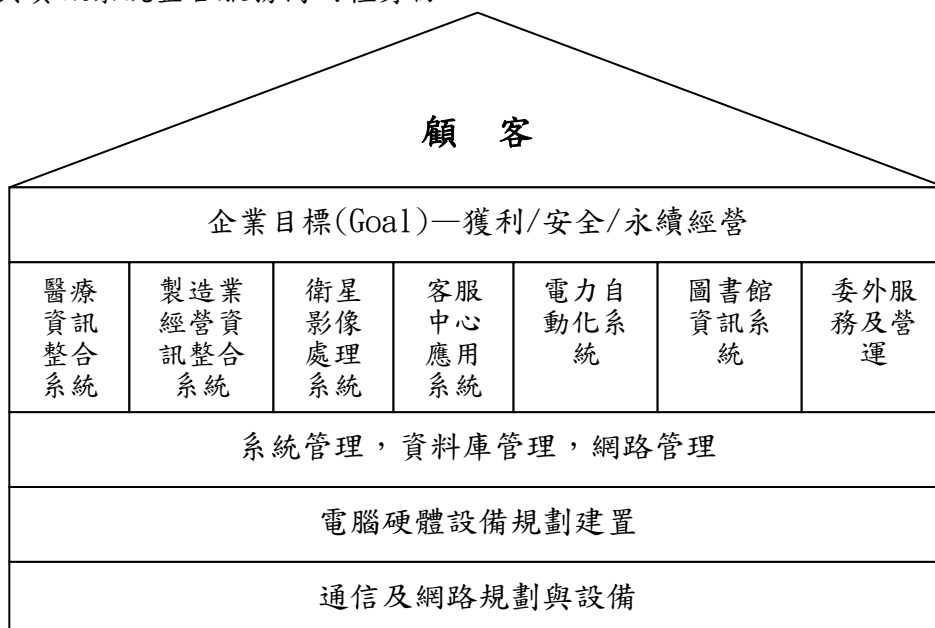 顧 客
企業目標(Goal)—獲利/安全/永續經營
醫療
資訊
整合
系統
製造業
經營資
訊整合
系統
衛星
影像
處理
系統
客服
中心
應用
系統
電力自
動化系
統
圖書館
資訊系
統
委外服
務及營
運
系統管理，資料庫管理，網路管理
電腦硬體設備規劃建置
通信及網路規劃與設備